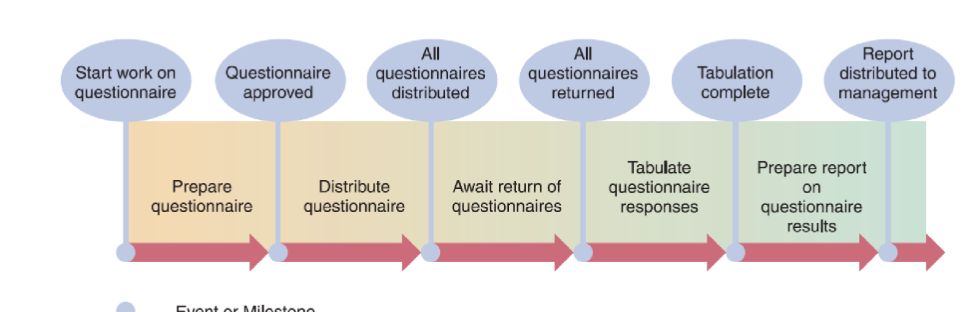 Start work on
questionnaire
Questionnaire
approved
All
questionnaires
distributed
All
questionnaires
returned
Tabulation
complete
Report
distributed to
management
Prepare
questionnaire
Distribute
questionnaire
Await return of
questionnaires
Tabulate
questionnaire
responses
Prepare report
on
questionnaire
results
Event or Milestone